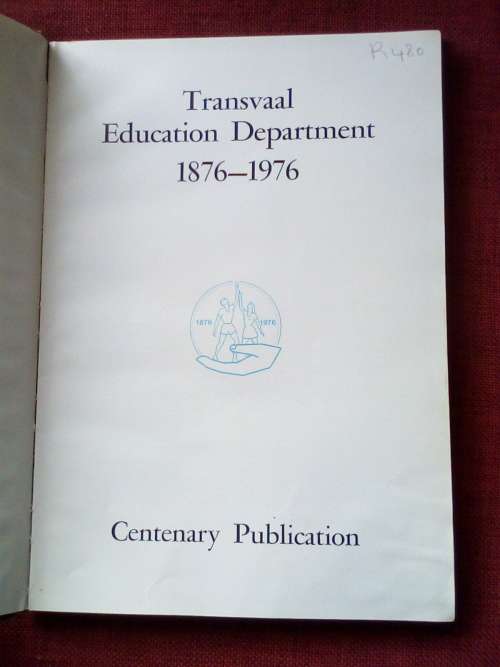 R480
Transvaal
Education Department
1876—1976
1876 1976
Centenary Publication